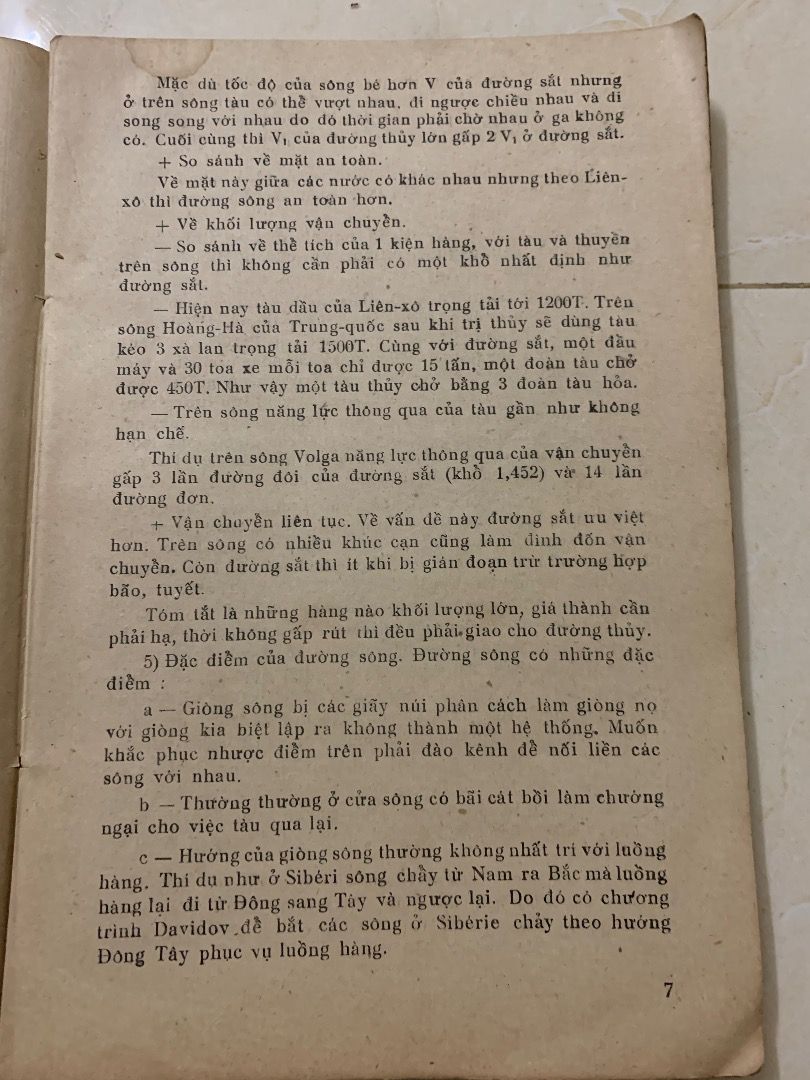 Mặc dù tốc độ của sông bé hơn V của đường sắt nhưng
ở trên sông tàu có thể vượt nhau, đi ngược chiều nhau và đi
song song với nhau do đó thời gian phải chờ nhau ở ga không
có. Cuối cùng thì V₁ của đường thủy lớn gấp 2 V₁ ở đường sắt.
+ So sánh về mặt an toàn.
Về mặt này giữa các nước có khác nhau nhưng theo Liên-
xô thì đường sông an toàn hơn.
+ Về khối lượng vận chuyển.
— So sánh về thể tích của 1 kiện hàng, với tàu và thuyền
trên sông thì không cần phải có một khổ nhất định như
đường sắt.
— Hiện nay tàu dầu của Liên-xô trọng tải tới 1200T. Trên
sông Hoàng-Hà của Trung-quốc sau khi trị thủy sẽ dùng tàu
kéo 3 xà lan trọng tải 1500T. Cùng với đường sắt, một đầu
máy và 30 toa xe mỗi toa chỉ được 15 tấn, một đoàn tàu chở
được 450T. Như vậy một tàu thủy chở bằng 3 đoàn tàu hỏa.
— Trên sông năng lực thông qua của tàu gần như không
hạn chế.
Thí dụ trên sông Volga năng lực thông qua của vận chuyển
gấp 3 lần đường đôi của đường sắt (khổ 1,452) và 14 lần
đường đơn.
+ Vận chuyển liên tục. Về vấn đề này đường sắt ưu việt
hơn. Trên sông có nhiều khúc cạn cũng làm đình đốn vận
chuyển. Còn đường sắt thì ít khi bị gián đoạn trừ trường hợp
bão, tuyết.
Tóm tắt là những hàng nào khối lượng lớn, giá thành cần
phải hạ, thời không gấp rút thì đều phải giao cho đường thủy.
5) Đặc điểm của đường sông. Đường sông có những đặc
điểm :
a — Giòng sông bị các giãy núi phân cách làm giòng nọ
với giòng kia biệt lập ra không thành một hệ thống. Muốn
khắc phục nhược điểm trên phải đào kênh để nối liền các
sông với nhau.
b — Thường thường ở cửa sông có bãi cát bồi làm chướng
ngại cho việc tàu qua lại.
c — Hướng của giòng sông thường không nhất trí với luồng
hàng. Thí dụ như ở Sibéri sông chảy từ Nam ra Bắc mà luồng
hàng lại đi từ Đông sang Tây và ngược lại. Do đó có chương
trình Davidov để bắt các sông ở Sibérie chảy theo hướng
Đông Tây phục vụ luồng hàng.
7